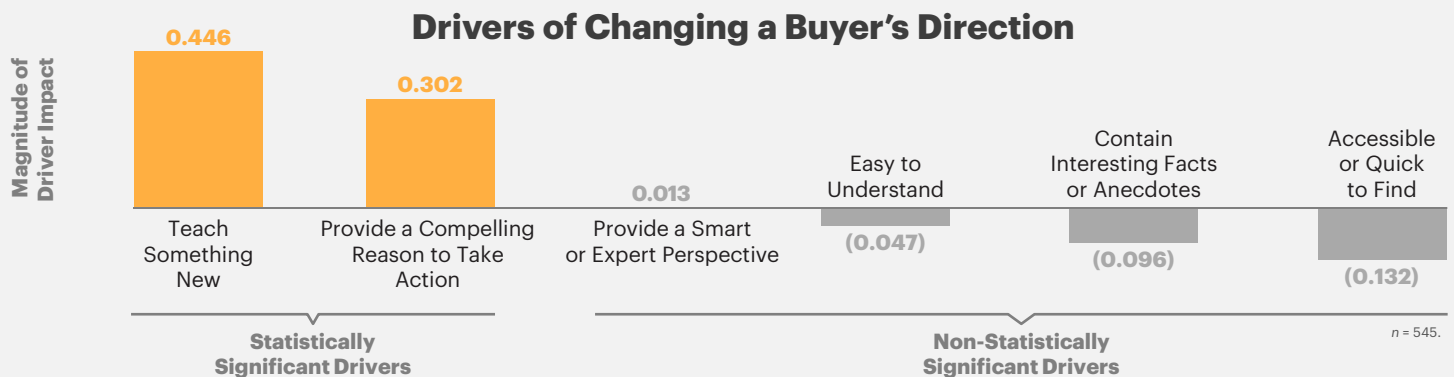 Drivers of Changing a Buyer's Direction
Magnitude of
Driver Impact
0.446
Teach
Something
New
0.302
Provide a Compelling
Reason to Take
Action
0.013
Provide a Smart
or Expert Perspective
Easy to
Understand
(0.047)
Contain
Interesting Facts
or Anecdotes
(0.096)
Accessible
or Quick
to Find
(0.132)
Statistically
Significant Drivers
Non-Statistically
Significant Drivers
n = 545.